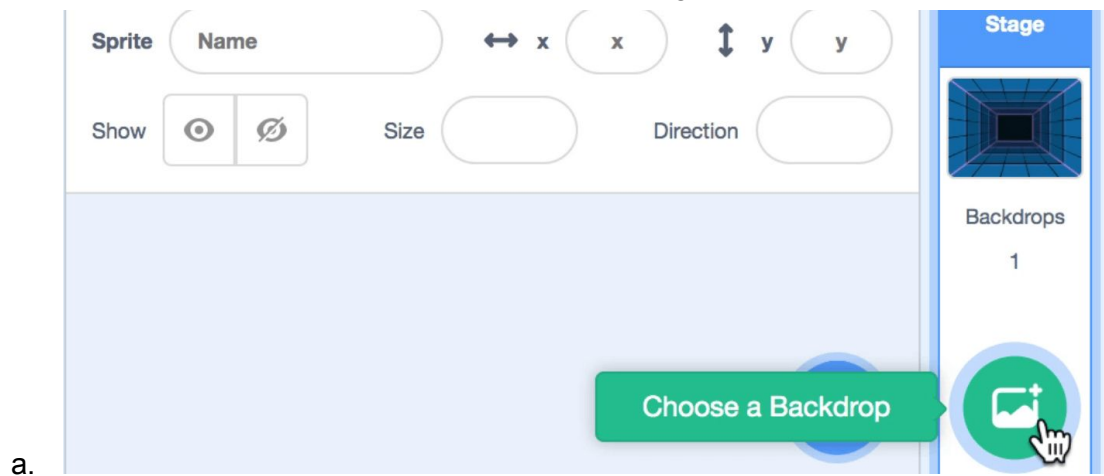 Sprite Name x x y y
Stage
Show Size Direction
Backdrops
1
Choose a Backdrop
a.